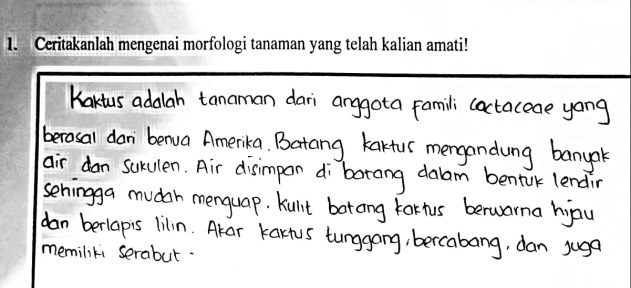 1. Ceritakanlah mengenai morfologi tanaman yang telah kalian amati!
Kaktus adalah tanaman dari anggota famili cactaceae yang
berasal dari benua Amerika. Batang kaktus mengandung banyak
air dan sukulen. Air disimpan di batang dalam bentuk lendir
sehingga mudah menguap. Kulit batang kaktus berwarna hijau
dan berlapis lilin. Akar kaktus tunggang, bercabang, dan juga
memiliki serabut.